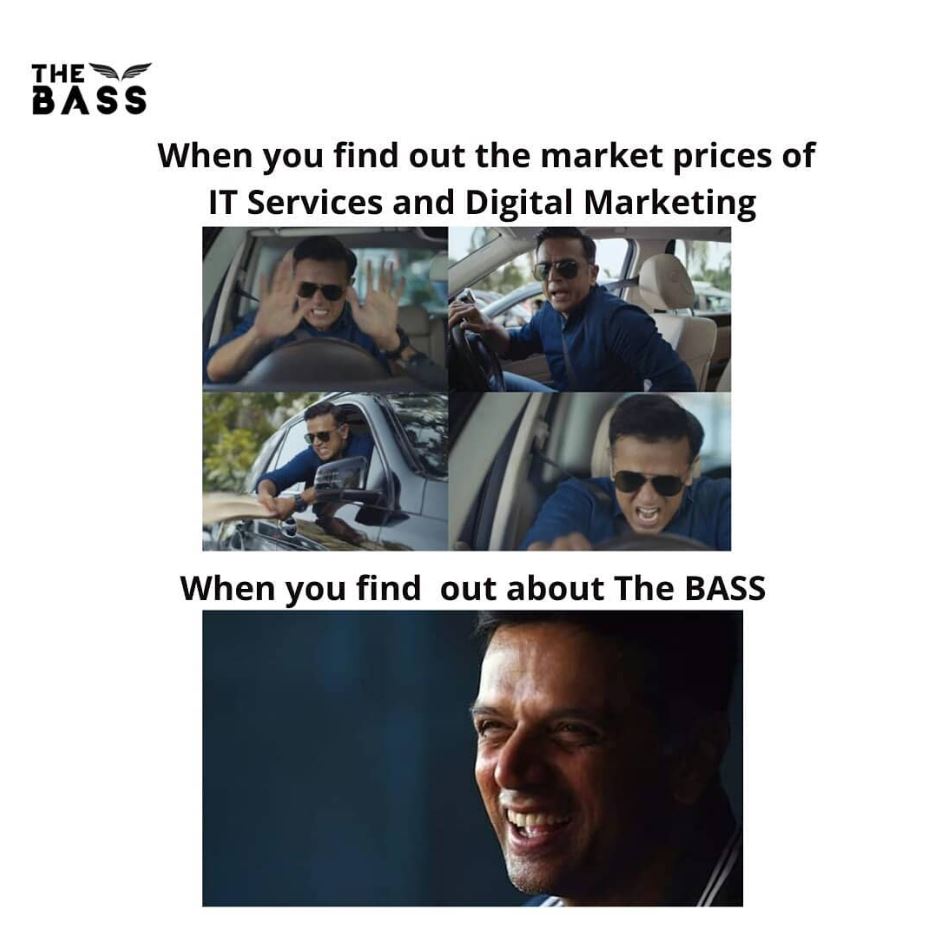 THE
BASS
When you find out the market prices of
IT Services and Digital Marketing
When you find  out about The BASS